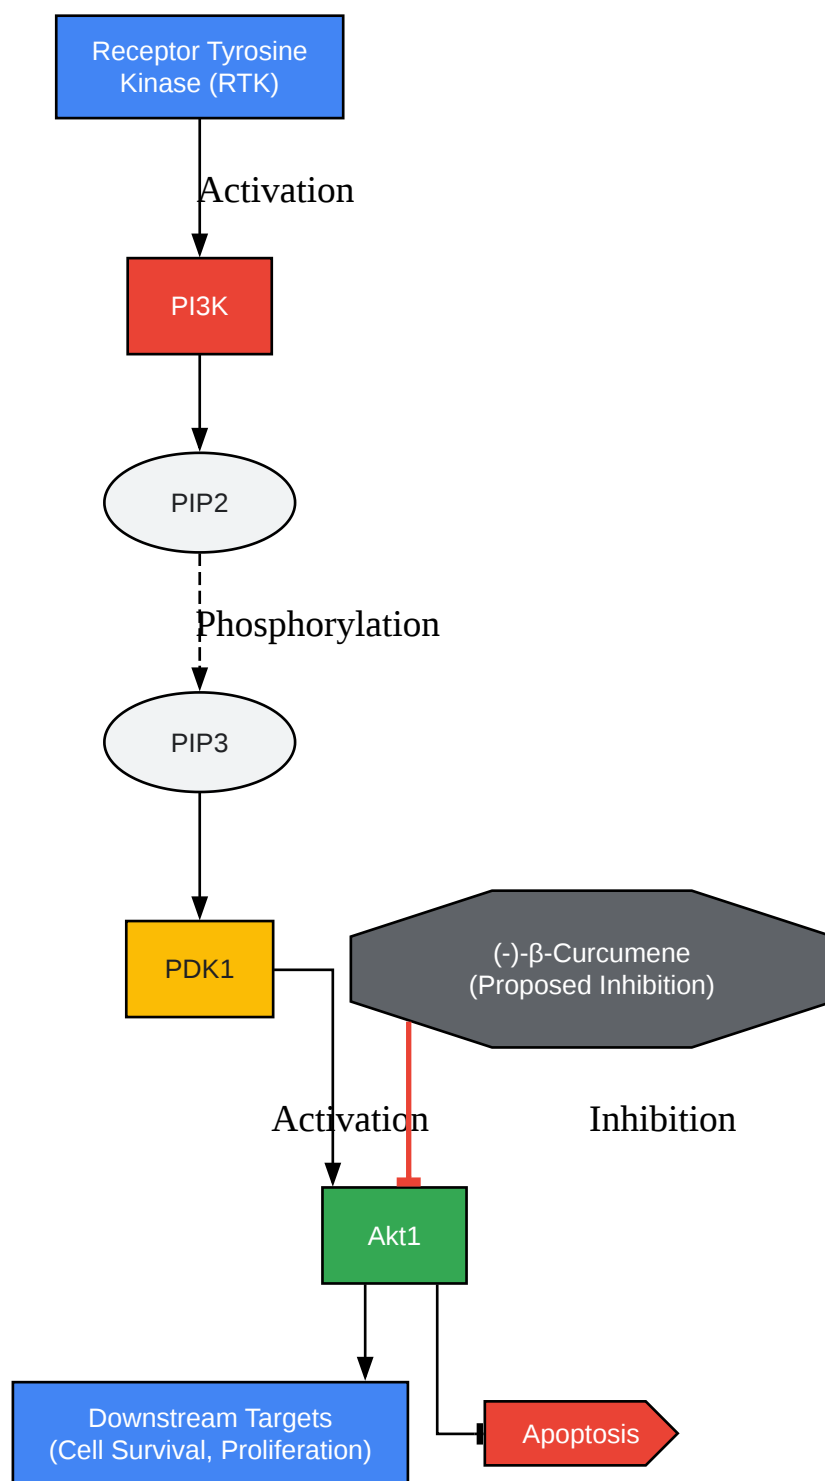 Receptor Tyrosine
Kinase (RTK)
Activation
PI3K
PIP2
Phosphorylation
PIP3
PDK1
(-)-β-Curcumene
(Proposed Inhibition)
Activation
Inhibition
Akt1
Downstream Targets
(Cell Survival, Proliferation)
Apoptosis